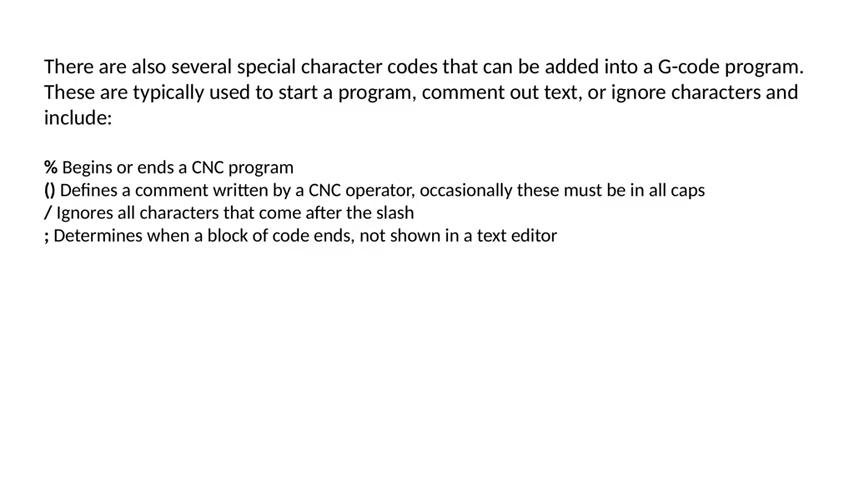 There are also several special character codes that can be added into a G-code program.
These are typically used to start a program, comment out text, or ignore characters and
include:
% Begins or ends a CNC program
() Defines a comment written by a CNC operator, occasionally these must be in all caps
/ Ignores all characters that come after the slash
; Determines when a block of code ends, not shown in a text editor